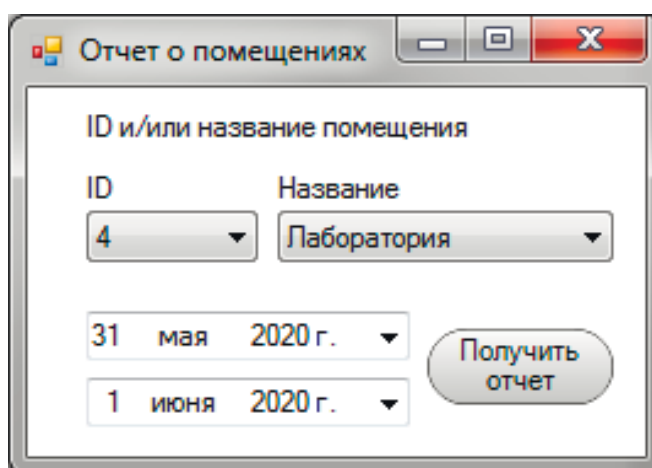 Отчет о помещениях
ID и/или название помещения
ID Название
4 Лаборатория
31 мая 2020 г.
1 июня 2020 г.
Получить
отчет